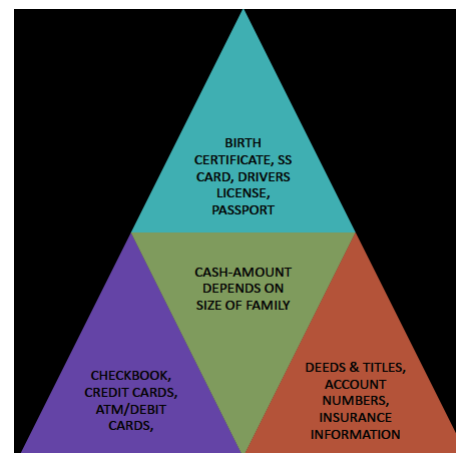 BIRTH
CERTIFICATE, SS
CARD, DRIVERS
LICENSE,
PASSPORT
CASH-AMOUNT
DEPENDS ON
SIZE OF FAMILY
CHECKBOOK,
CREDIT CARDS,
ATM/DEBIT
CARDS,
DEEDS & TITLES,
ACCOUNT
NUMBERS,
INSURANCE
INFORMATION